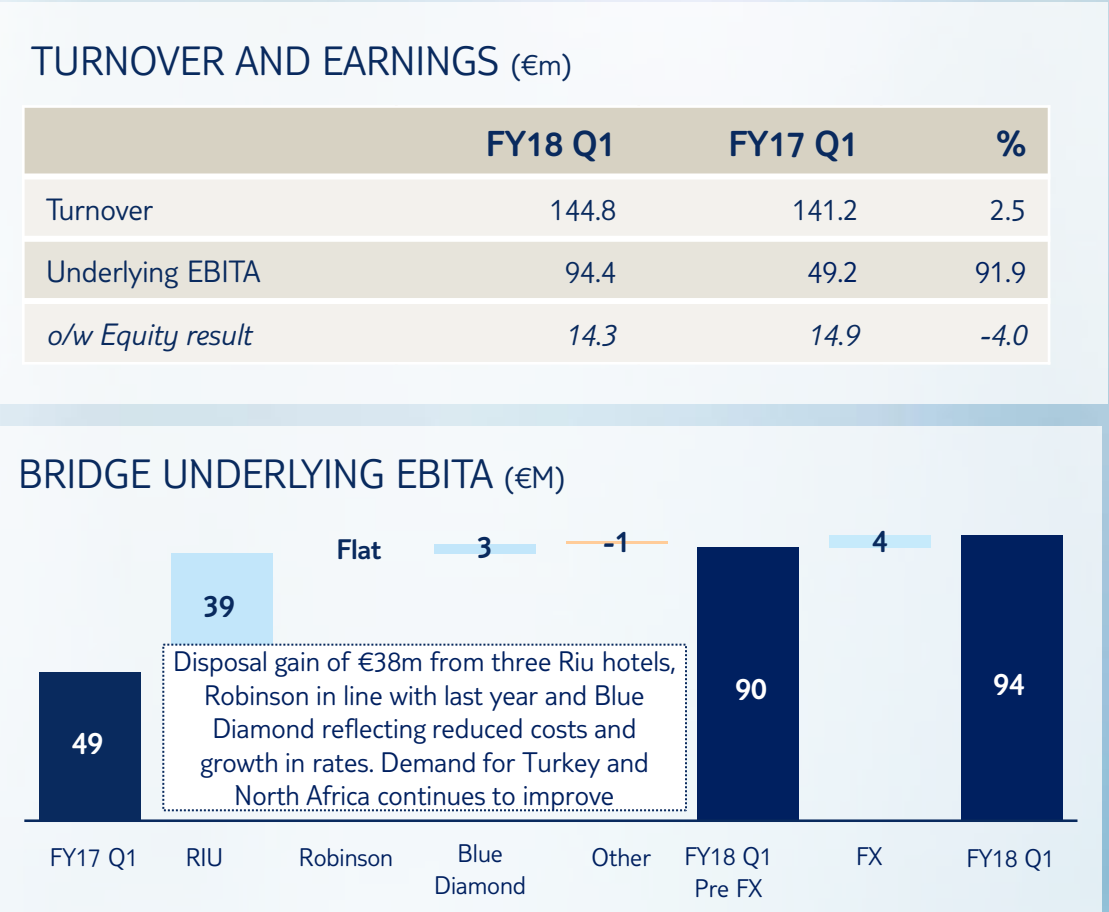 TURNOVER AND EARNINGS (€m)
FY18 Q1 FY17 Q1 %
Turnover 144.8 141.2 2.5
Underlying EBITA 94.4 49.2 91.9
o/w Equity result 14.3 14.9 -4.0
BRIDGE UNDERLYING EBITA (€M)
49
39
Flat
3
-1
90
4
94
Disposal gain of €38m from three Riu hotels,
Robinson in line with last year and Blue
Diamond reflecting reduced costs and
growth in rates. Demand for Turkey and
North Africa continues to improve
FY17 Q1
RIU
Robinson
Blue
Diamond
Other
FY18 Q1
Pre FX
FX
FY18 Q1